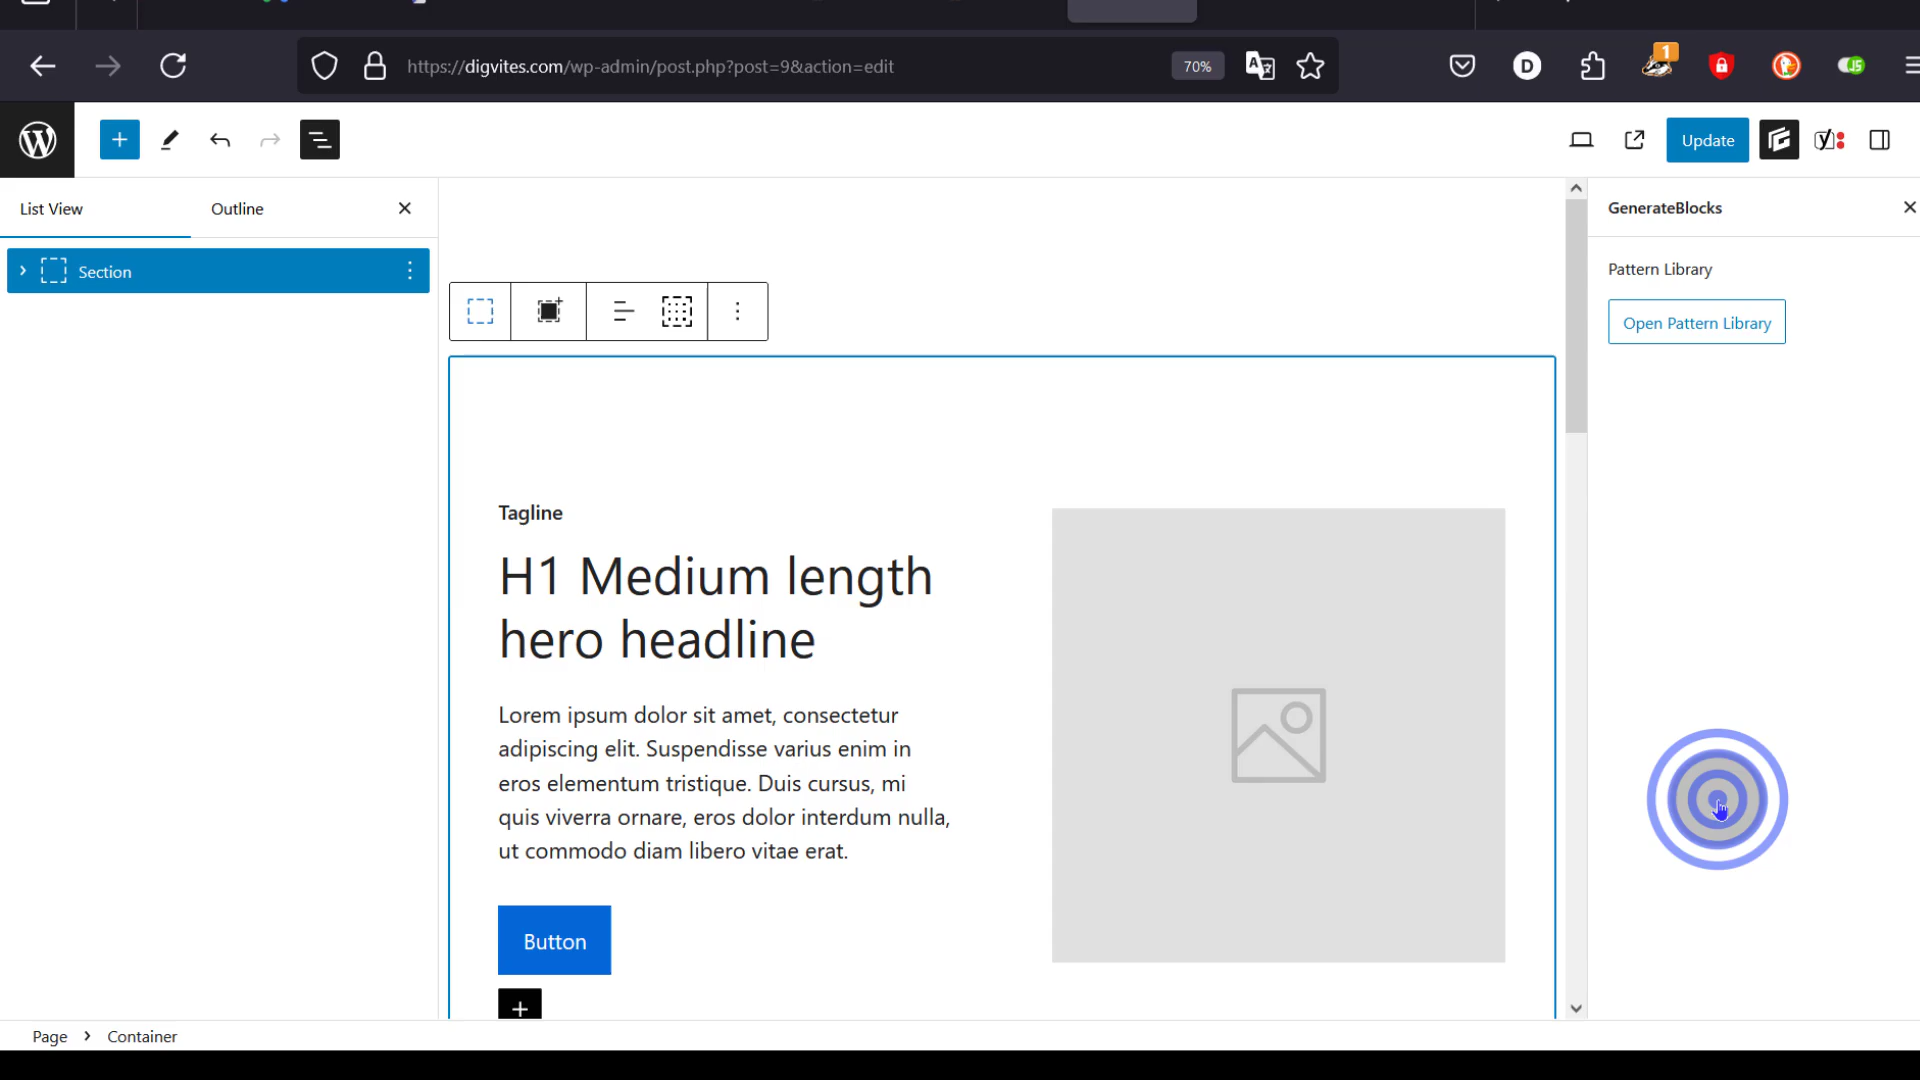 https://digvites.com/wp-admin/post.php?post=9&action=edit
70%
D
1
JS
Update
List View
Outline
GenerateBlocks
Section
Pattern Library
Open Pattern Library
Tagline
H1 Medium length
hero headline
Lorem ipsum dolor sit amet, consectetur
adipiscing elit. Suspendisse varius enim in
eros elementum tristique. Duis cursus, mi
quis viverra ornare, eros dolor interdum nulla,
ut commodo diam libero vitae erat.
Button
Page
Container